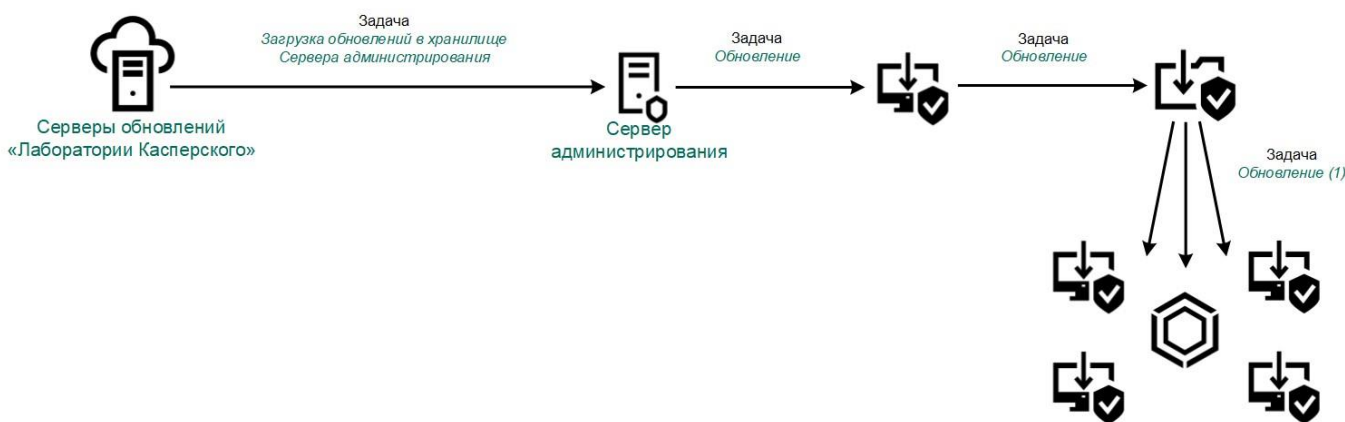 Задача
Загрузка обновлений в хранилище
Сервера администрирования
Серверы обновлений
«Лаборатории Касперского»
Задача
Обновление
Сервер
администрирования
Задача
Обновление
Задача
Обновление (1)